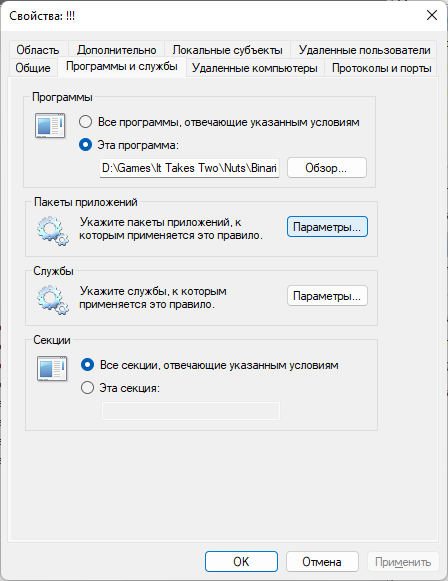 Свойства: !!!
Область
Дополнительно
Локальные субъекты
Удаленные пользователи
Общие
Программы и службы
Удаленные компьютеры
Протоколы и порты
Программы
Все программы, отвечающие указанным условиям
Эта программа:
D:\Games\It Takes Two\Nuts\Binari
Обзор...
Пакеты приложений
Укажите пакеты приложений, к
которым применяется это правило.
Параметры...
Службы
Укажите службы, к которым
применяется это правило.
Параметры...
Секции
Все секции, отвечающие указанным условиям
Эта секция:
OK
Отмена
Применить